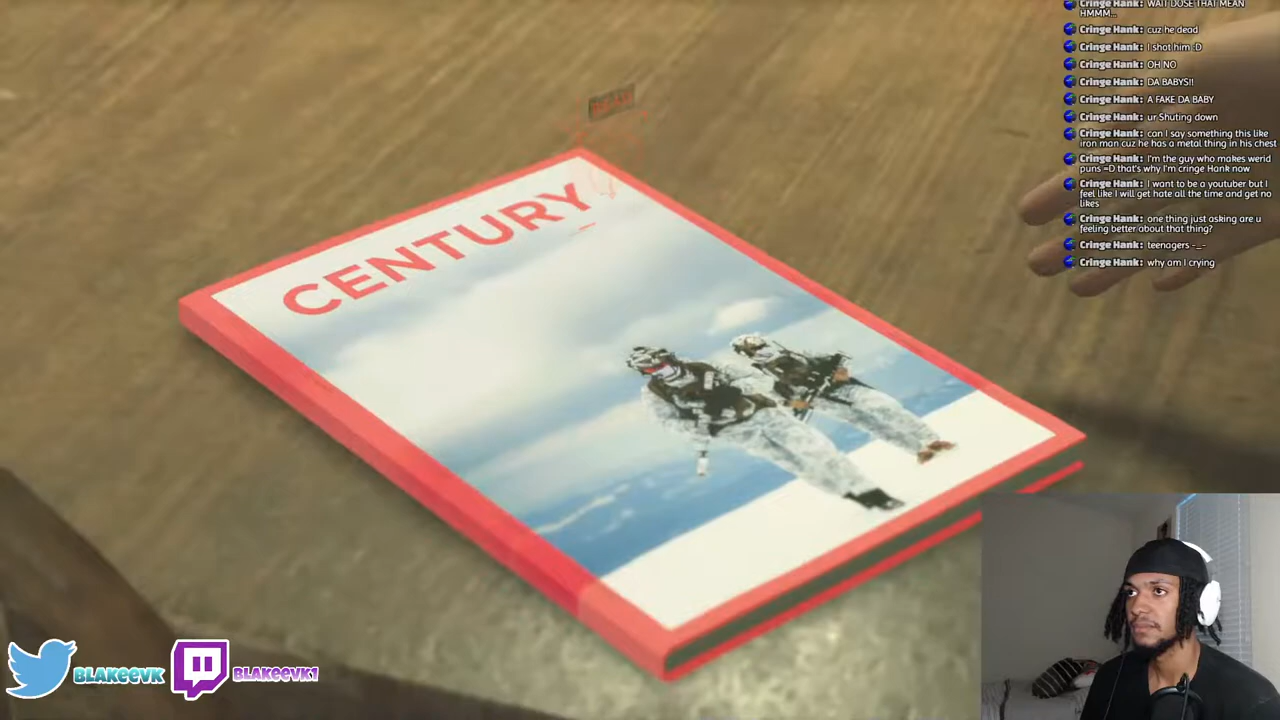 Cringe Hank: WAIT DOSE THAT MEAN
HMMM...
Cringe Hank: cuz he dead
Cringe Hank: I shot him :D
Cringe Hank: OH NO
Cringe Hank: DA BABYS!!
Cringe Hank: A FAKE DA BABY
Cringe Hank: ur Shuting down
Cringe Hank: can I say something this like
iron man cuz he has a metal thing in his chest
Cringe Hank: I'm the guy who makes werid
puns =D that's why I'm cringe Hank now
Cringe Hank: I want to be a youtuber but I
feel like I will get hate all the time and get no
likes
Cringe Hank: one thing just asking are u
feeling better about that thing?
Cringe Hank: teenagers -_-
Cringe Hank: why am I crying
CENTURY
BLAKEEVK
BLAKEEVK1